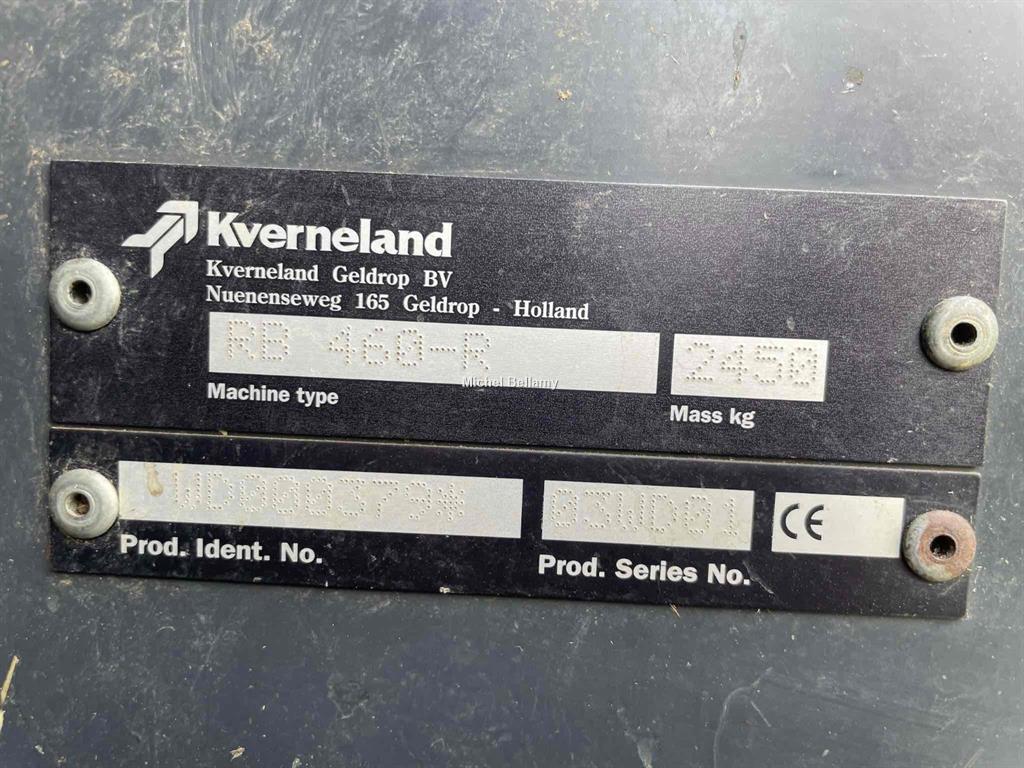 Kverneland
Kverneland Geldrop BV
Nuenenseweg 165 Geldrop - Holland
RB 460-R 2450
Machine type Mass kg
Michel Bellamy
*WD000379* 03WD01 CE
Prod. Ident. No. Prod. Series No.